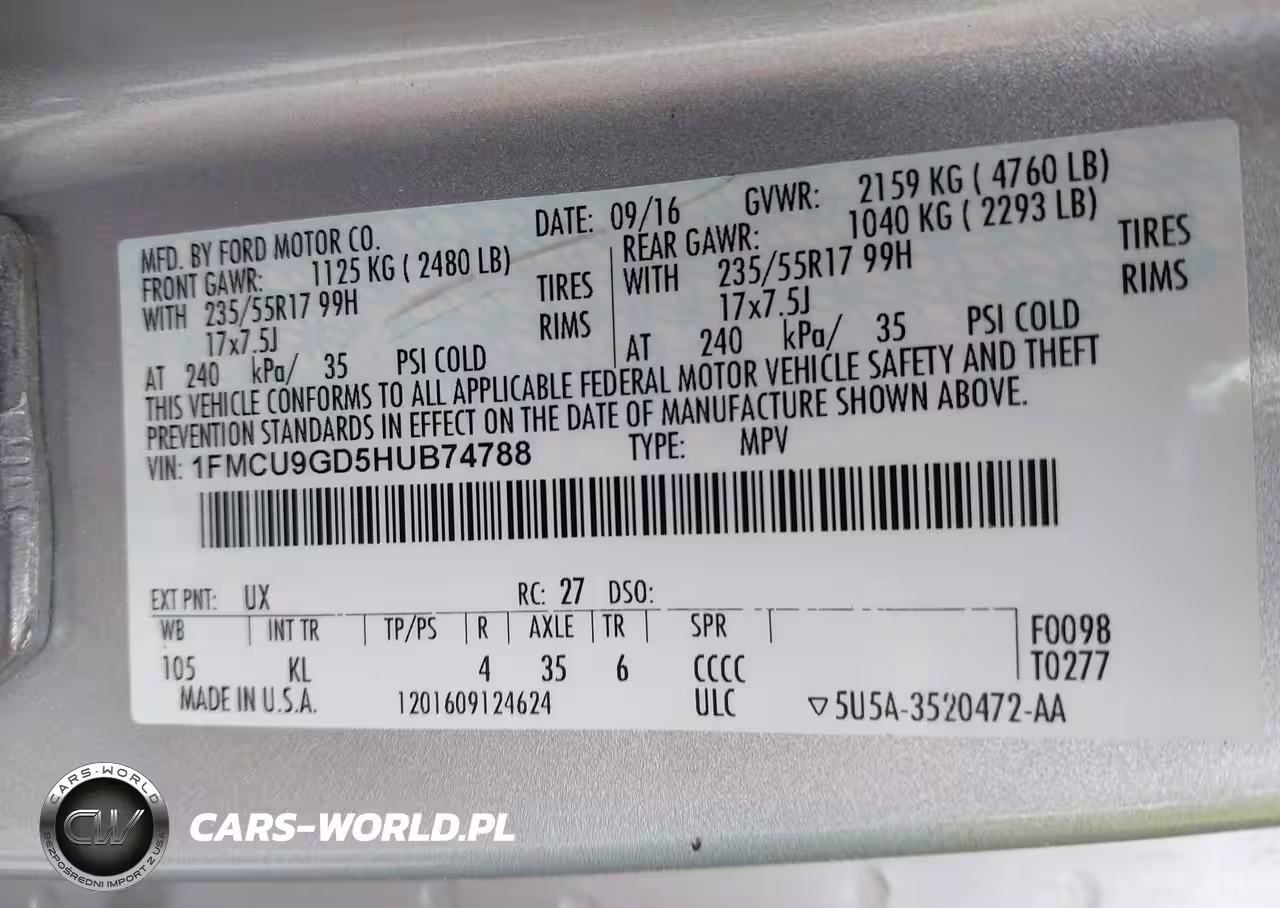 MFD. BY FORD MOTOR CO. DATE: 09/16 GVWR: 2159 KG ( 4760 LB)
FRONT GAWR: 1125 KG ( 2480 LB) REAR GAWR: 1040 KG ( 2293 LB)
WITH 235/55R17 99H TIRES WITH 235/55R17 99H TIRES
17x7.5J RIMS 17x7.5J RIMS
AT 240 kPa/ 35 PSI COLD AT 240 kPa/ 35 PSI COLD
THIS VEHICLE CONFORMS TO ALL APPLICABLE FEDERAL MOTOR VEHICLE SAFETY AND THEFT
PREVENTION STANDARDS IN EFFECT ON THE DATE OF MANUFACTURE SHOWN ABOVE.
VIN: 1FMCU9GD5HUB74788 TYPE: MPV
EXT PNT: UX RC: 27 DSO:
WB INT TR TP/PS R AXLE TR SPR F0098
105 KL 4 35 6 CCCC T0277
MADE IN U.S.A. 1201609124624 ULC ▽5U5A-3520472-AA
CARS-WORLD
CW
BEZPOŚREDNI IMPORT Z USA
CARS-WORLD.PL